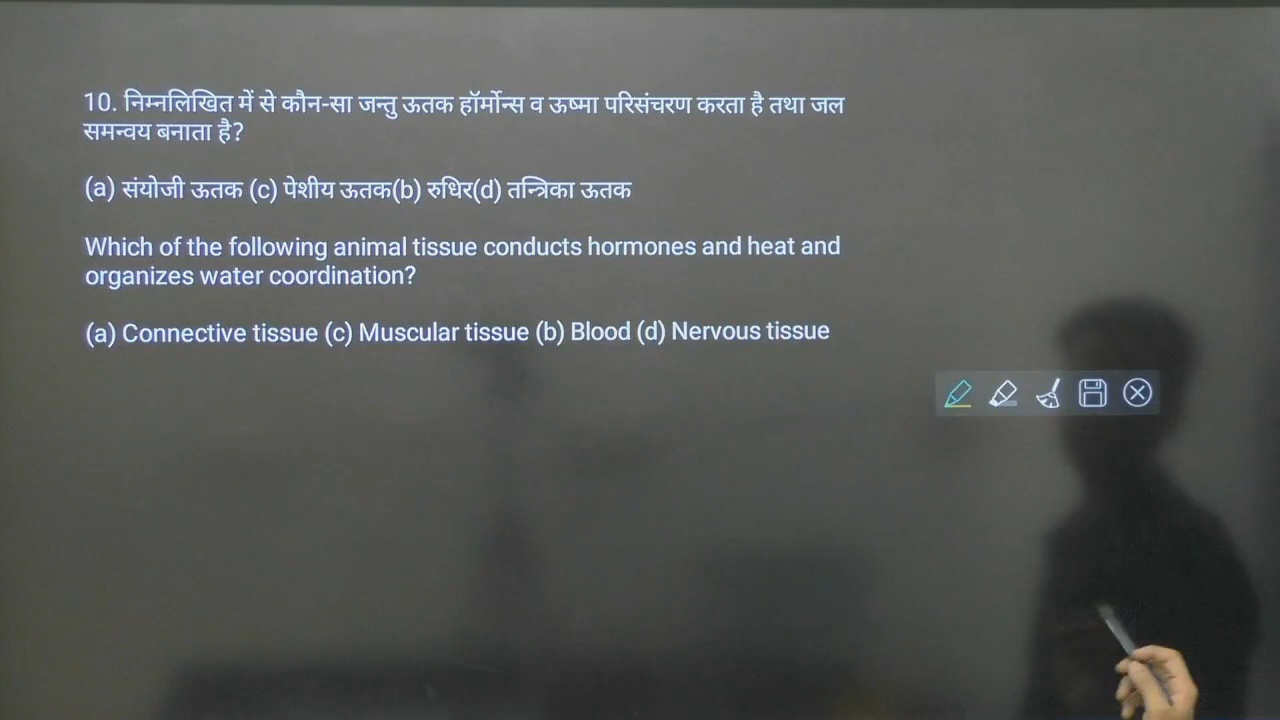 10. निम्नलिखित में से कौन-सा जन्तु ऊतक हॉर्मोन्स व ऊष्मा परिसंचरण करता है तथा जल
समन्वय बनाता है?
(a) संयोजी ऊतक (c) पेशीय ऊतक(b) रुधिर(d) तन्त्रिका ऊतक
Which of the following animal tissue conducts hormones and heat and
organizes water coordination?
(a) Connective tissue (c) Muscular tissue (b) Blood (d) Nervous tissue